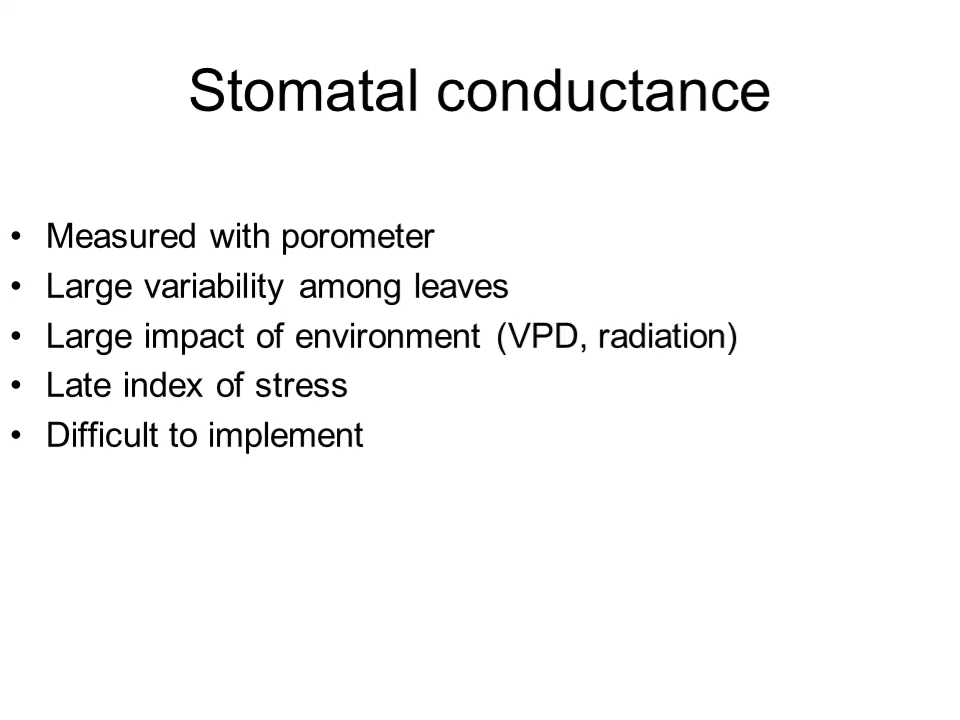 Stomatal conductance
• Measured with porometer
• Large variability among leaves
• Large impact of environment (VPD, radiation)
• Late index of stress
• Difficult to implement